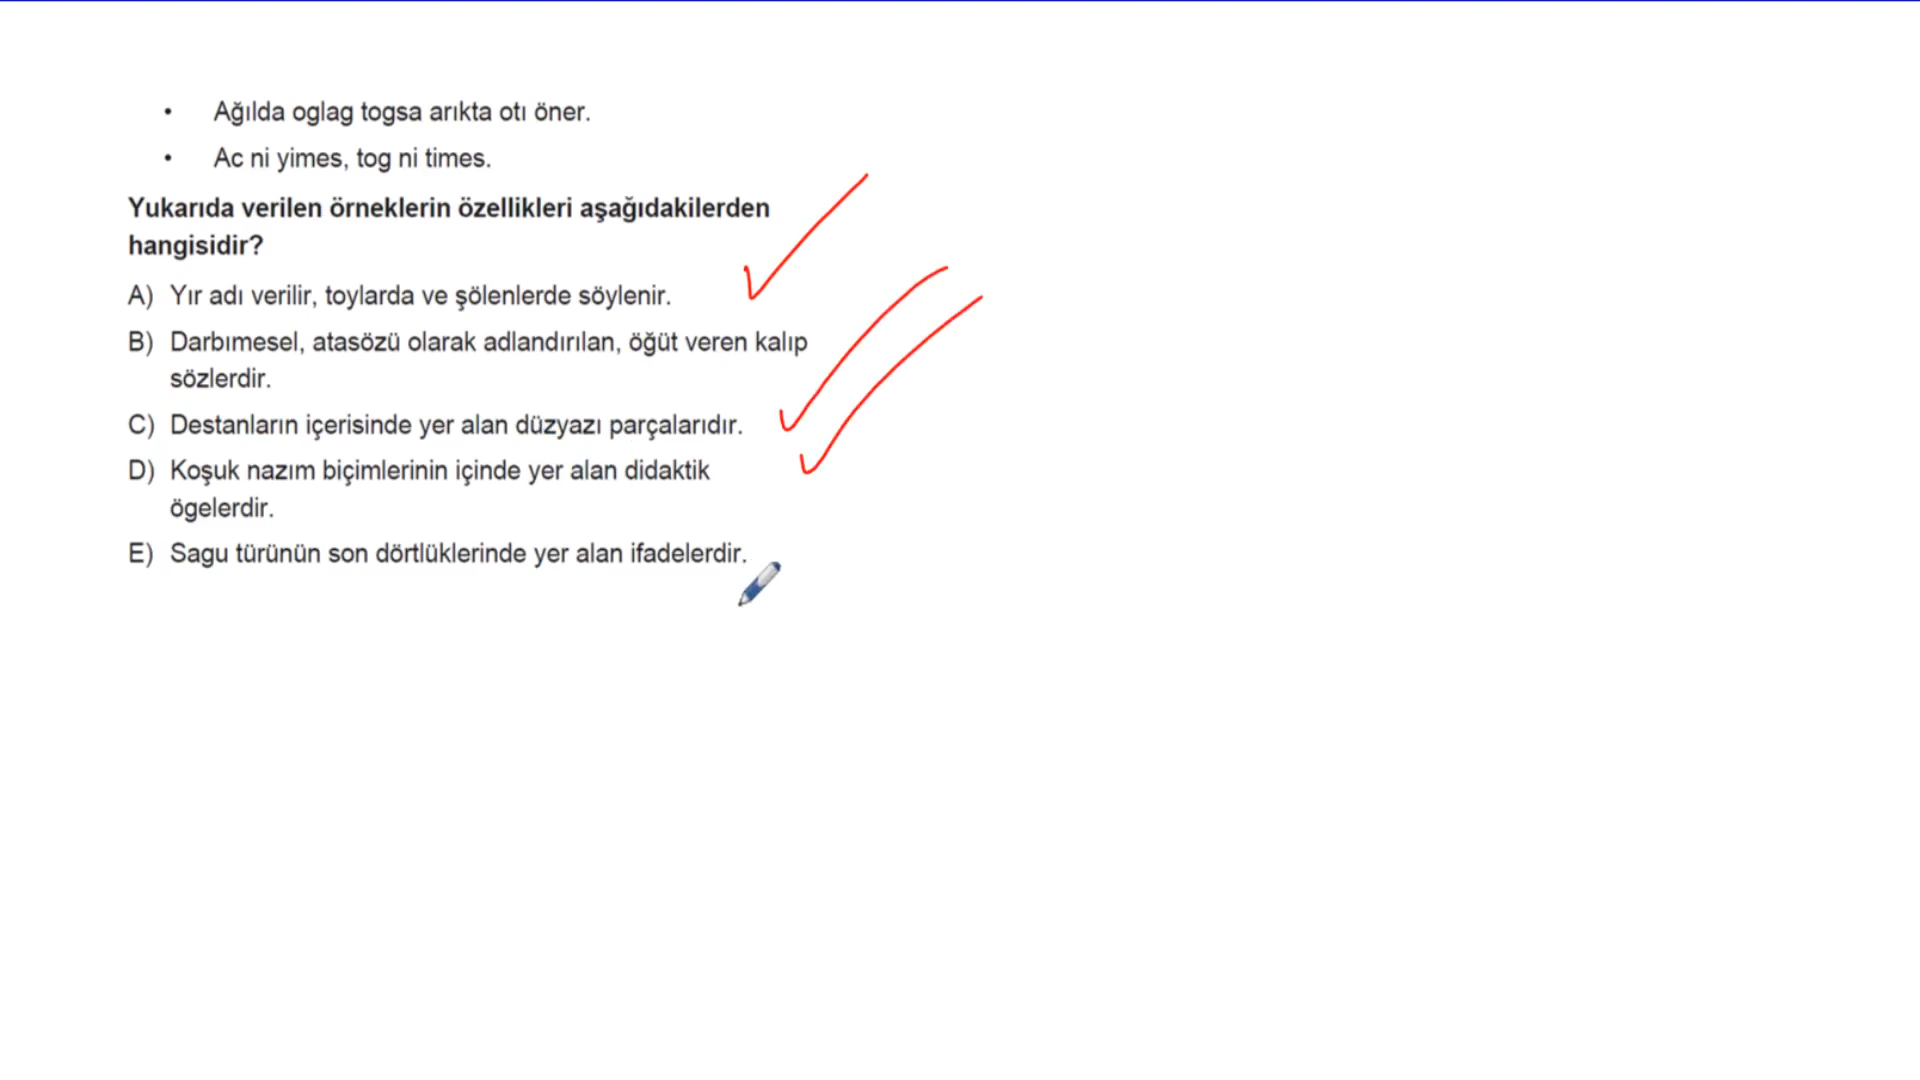 • Ağılda oglag togsa arıkta otı öner.
• Ac ni yimes, tog ni times.
Yukarıda verilen örneklerin özellikleri aşağıdakilerden
hangisidir?
A) Yır adı verilir, toylarda ve şölenlerde söylenir.
B) Darbımesel, atasözü olarak adlandırılan, öğüt veren kalıp
sözlerdir.
C) Destanların içerisinde yer alan düzyazı parçalarıdır.
D) Koşuk nazım biçimlerinin içinde yer alan didaktik
ögelerdir.
E) Sagu türünün son dörtlüklerinde yer alan ifadelerdir.